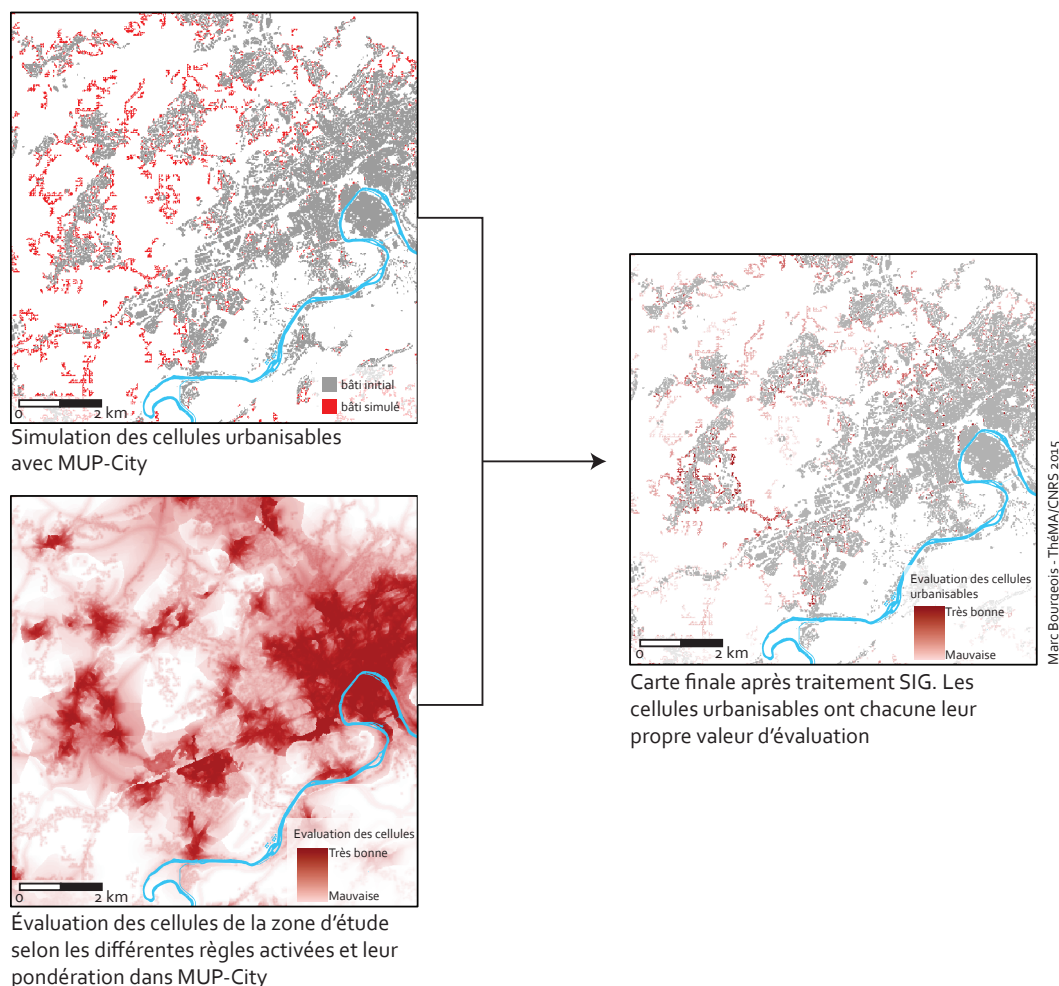 bâti initial
bâti simulé
0 2 km
Simulation des cellules urbanisables
avec MUP-City
Evaluation des cellules
Très bonne
Mauvaise
0 2 km
Évaluation des cellules de la zone d'étude
selon les différentes règles activées et leur
pondération dans MUP-City
Evaluation des cellules
urbanisables
Très bonne
Mauvaise
0 2 km
Carte finale après traitement SIG. Les
cellules urbanisables ont chacune leur
propre valeur d'évaluation
Marc Bourgeois - ThéMA/CNRS 2015